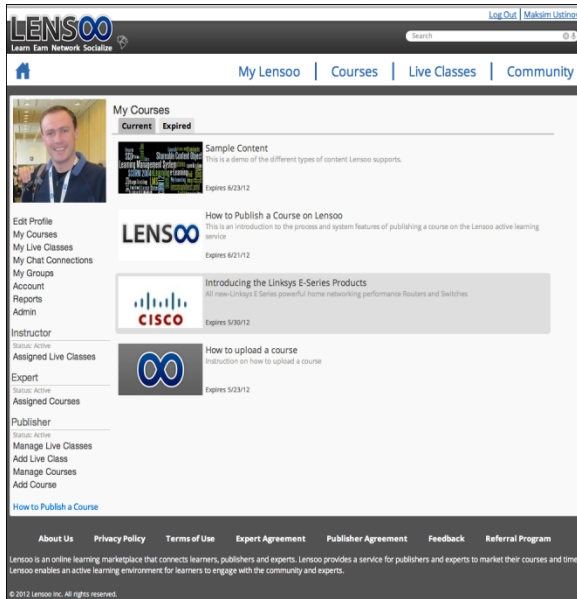 Log Out | Maksim Ustinov
LENSOO
Learn Earn Network Socialize
Search
My Lensoo | Courses | Live Classes | Community
My Courses
Current Expired
Sample Content
This is a demo of the different types of content Lensoo supports.
Expires 6/23/12
LENSOO
How to Publish a Course on Lensoo
This is an introduction to the process and system features of publishing a course on the Lensoo active learning
service
Expires 6/21/12
CISCO
Introducing the Linksys E-Series Products
All new-Linksys E Series powerful home networking performance Routers and Switches
Expires 5/30/12
How to upload a course
Instruction on how to upload a course
Expires 5/23/12
Edit Profile
My Courses
My Live Classes
My Chat Connections
My Groups
Account
Reports
Admin
Instructor
Status: Active
Assigned Live Classes
Expert
Status: Active
Assigned Courses
Publisher
Status: Active
Manage Live Classes
Add Live Class
Manage Courses
Add Course
How to Publish a Course
About Us Privacy Policy Terms of Use Expert Agreement Publisher Agreement Feedback Referral Program
Lensoo is an online learning marketplace that connects learners, publishers and experts. Lensoo provides a service for publishers and experts to market their courses and time
Lensoo enables an active learning environment for learners to engage with the community and experts.
© 2012 Lensoo Inc. All rights reserved.